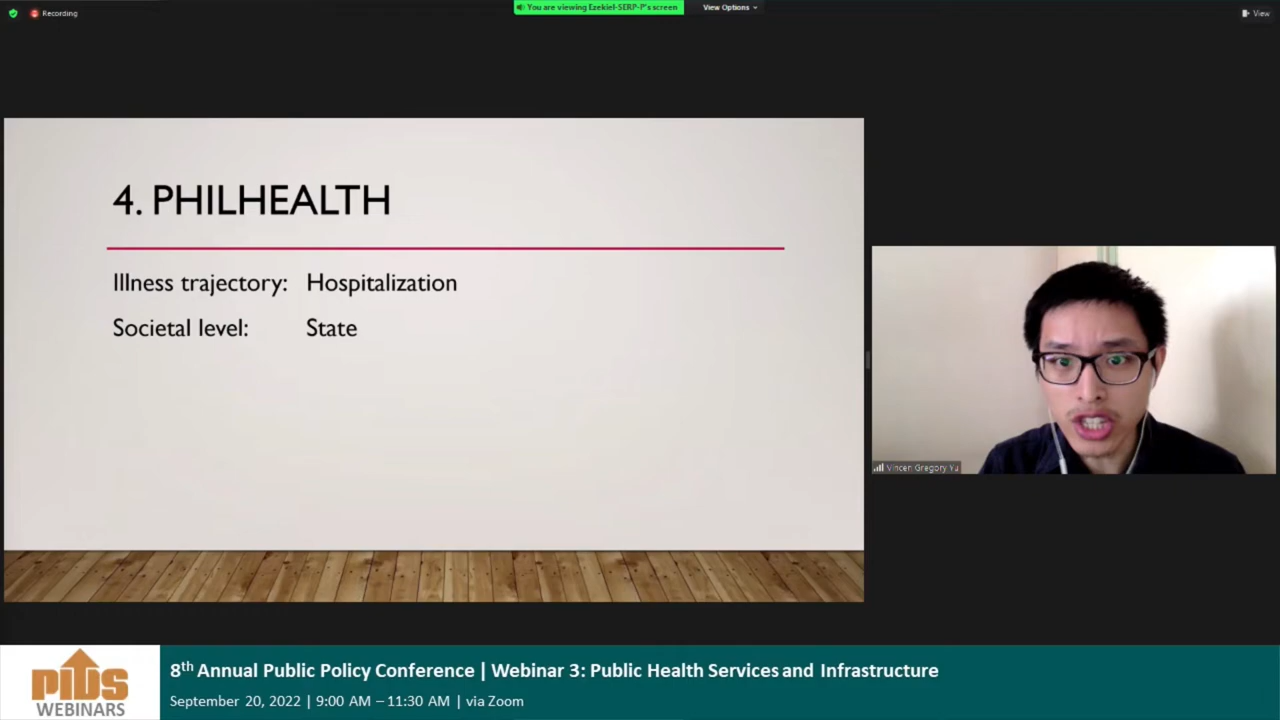 Recording
You are viewing Ezekiel-SERP-P's screen
View Options
View
4. PHILHEALTH
Illness trajectory: Hospitalization
Societal level: State
Vincen Gregory Yu
PIDS
WEBINARS
8th Annual Public Policy Conference | Webinar 3: Public Health Services and Infrastructure
September 20, 2022 | 9:00 AM – 11:30 AM | via Zoom